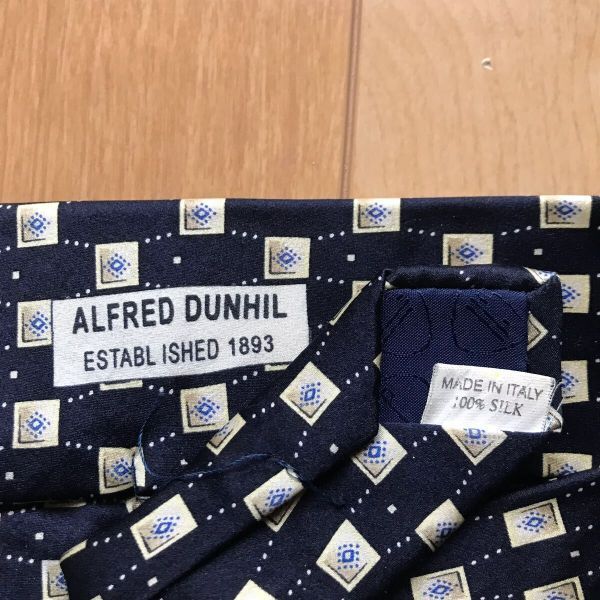 ALFRED DUNHIL
ESTABL ISHED 1893
MADE IN ITALY
100% SILK